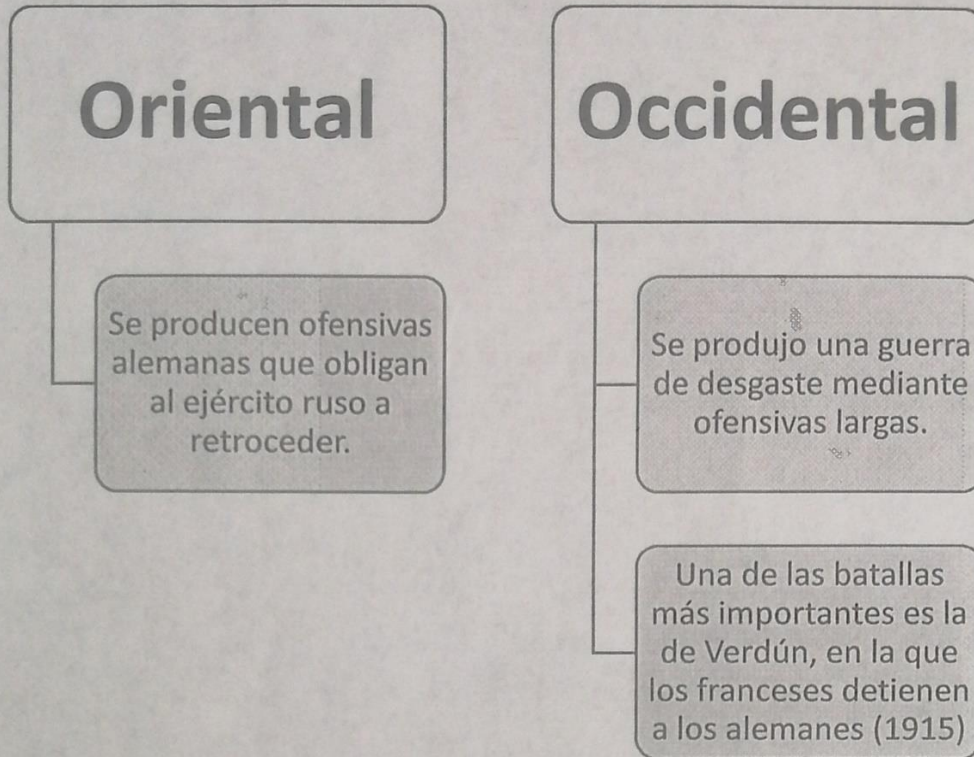 Oriental
Se producen ofensivas
alemanas que obligan
al ejército ruso a
retroceder.
Occidental
Se produjo una guerra
de desgaste mediante
ofensivas largas.
Una de las batallas
más importantes es la
de Verdún, en la que
los franceses detienen
a los alemanes (1915)